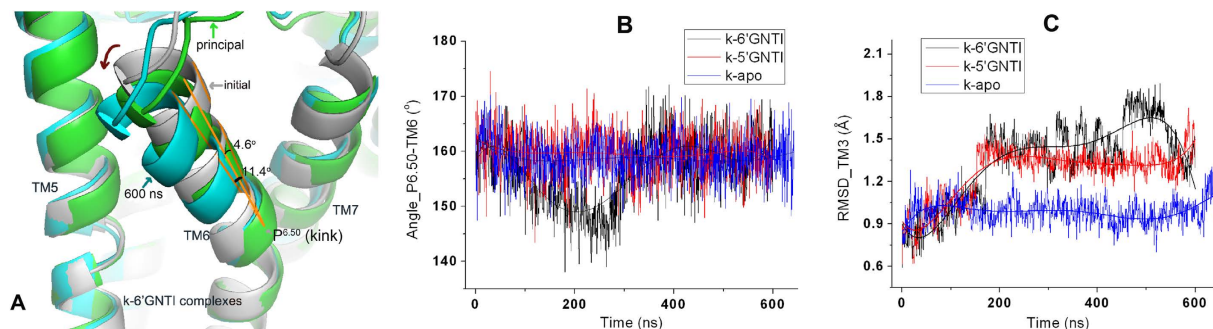 principal
initial
4.6°
11.4°
TM5
600 ns
TM7
TM6
P6.50 (kink)
A
k-6'GNTI complexes
B
k-6'GNTI
k-5'GNTI
k-apo
Angle_P6.50-TM6 (°)
180
170
160
150
140
0
200
400
600
Time (ns)
C
k-6'GNTI
k-5'GNTI
k-apo
RMSD_TM3 (Å)
2.1
1.8
1.5
1.2
0.9
0.6
0
200
400
600
Time (ns)